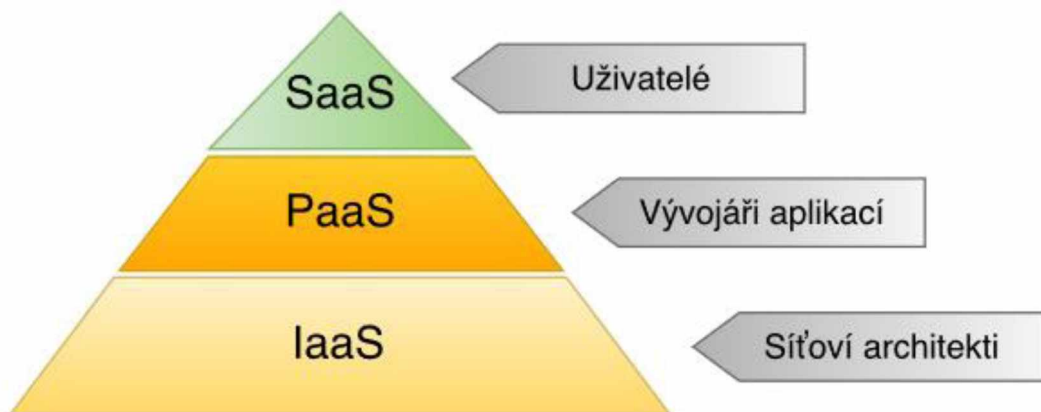 SaaS
Uživatelé
PaaS
Vývojáři aplikací
IaaS
Síťoví architekti